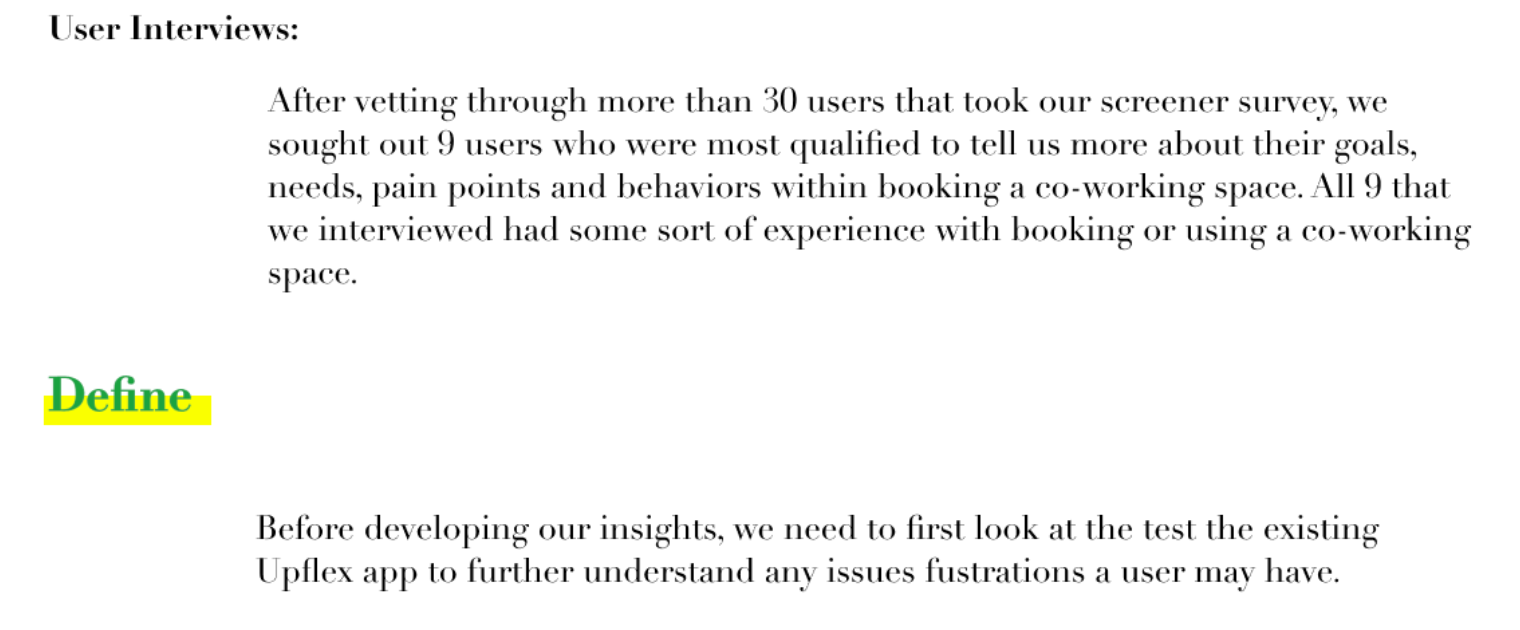 User Interviews:
After vetting through more than 30 users that took our screener survey, we
sought out 9 users who were most qualified to tell us more about their goals,
needs, pain points and behaviors within booking a co-working space. All 9 that
we interviewed had some sort of experience with booking or using a co-working
space.
Define
Before developing our insights, we need to first look at the test the existing
Upflex app to further understand any issues fustrations a user may have.